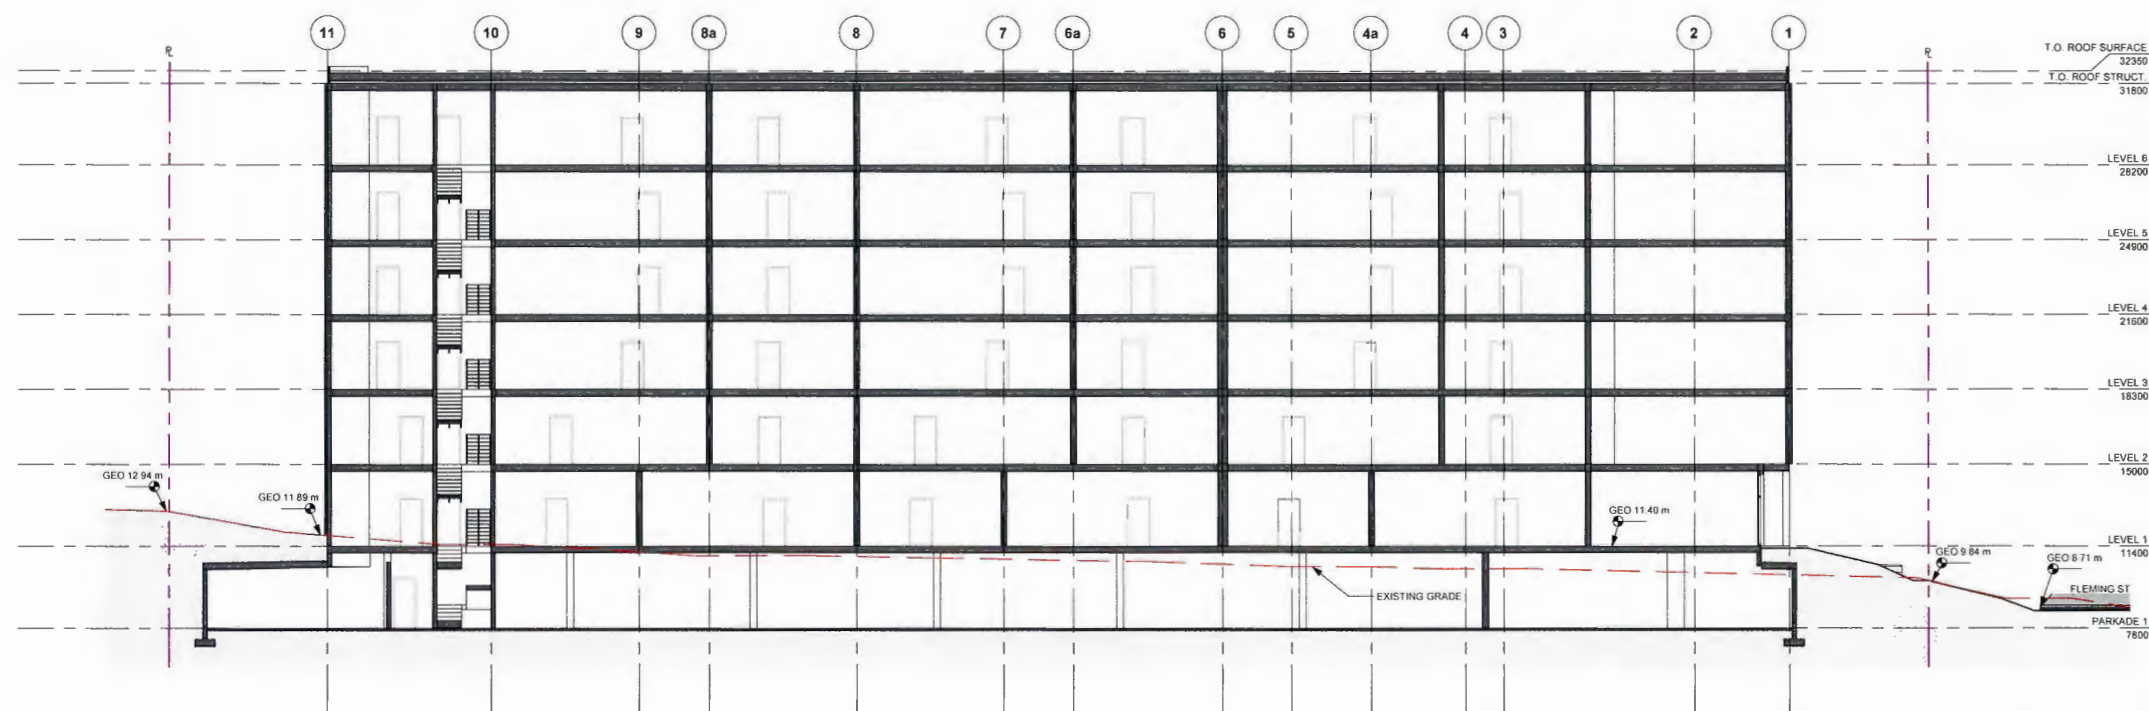 11 10 9 8a 8 7 6a 6 5 4a 4 3 2 1
T.O. ROOF SURFACE
32350
T.O. ROOF STRUCT.
31800
LEVEL 6
28200
LEVEL 5
24900
LEVEL 4
21600
LEVEL 3
18300
LEVEL 2
15000
GEO 12.94 m
GEO 11.89 m
GEO 11.40 m
LEVEL 1
11400
GEO 9.84 m
GEO 8.71 m
FLEMING ST
EXISTING GRADE
PARKADE 1
7800